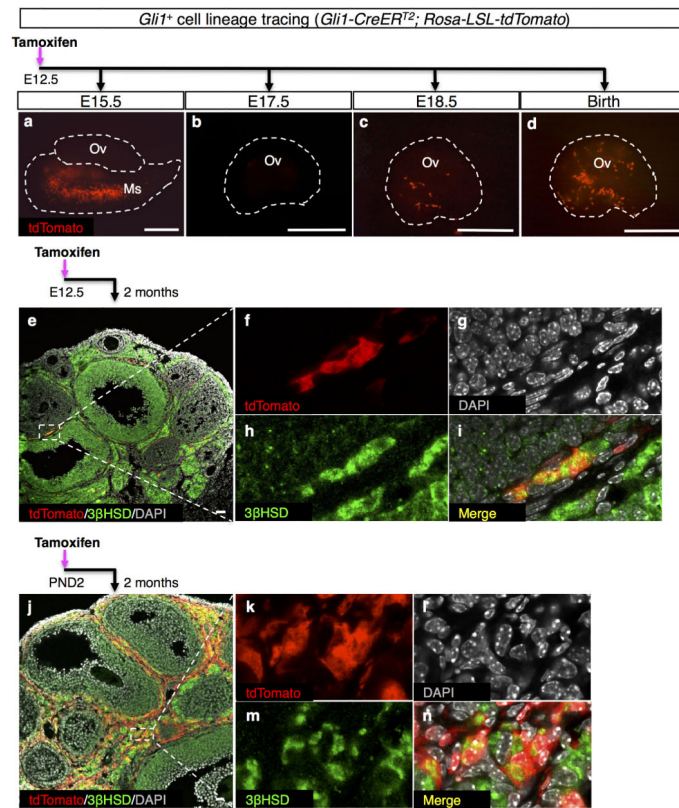 Gli1⁺ cell lineage tracing (Gli1-CreERᵀ²; Rosa-LSL-tdTomato)
Tamoxifen
E12.5
E15.5 E17.5 E18.5 Birth
a b c d
Ov Ov Ov Ov
Ms
tdTomato
Tamoxifen
E12.5 2 months
e f g
tdTomato DAPI
h i
tdTomato/3βHSD/DAPI 3βHSD Merge
Tamoxifen
PND2 2 months
j k l
tdTomato DAPI
m n
tdTomato/3βHSD/DAPI 3βHSD Merge